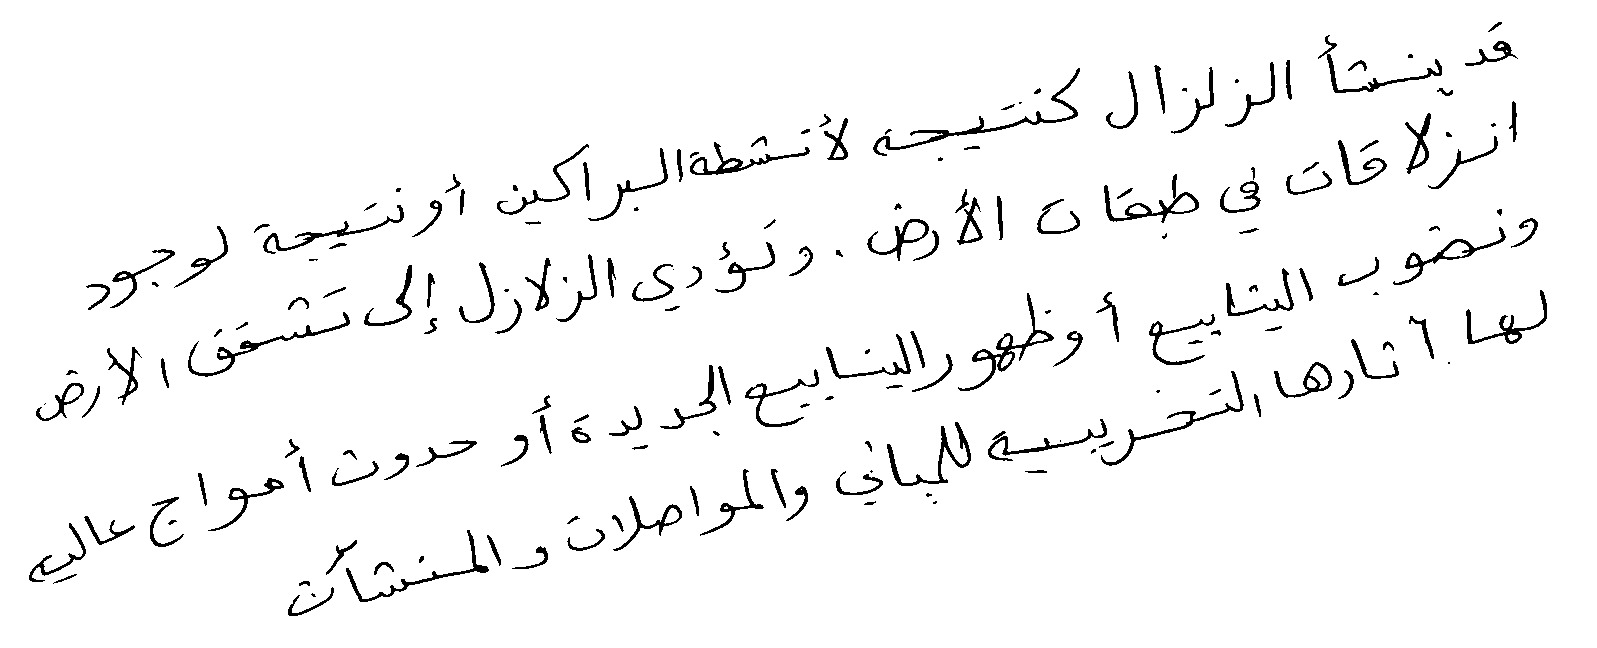 قد ينشأ الزلزال كنتيجة لأنشطة البراكين أو نتيجة لوجود
انزلاقات في طبقات الأرض . وتؤدي الزلازل إلى تشقق الأرض
ونضوب الينابيع أو ظهور الينابيع الجديدة أو حدوث أمواج عاليه
لها آثارها التخريبية للمباني والمواصلات والمنشآت